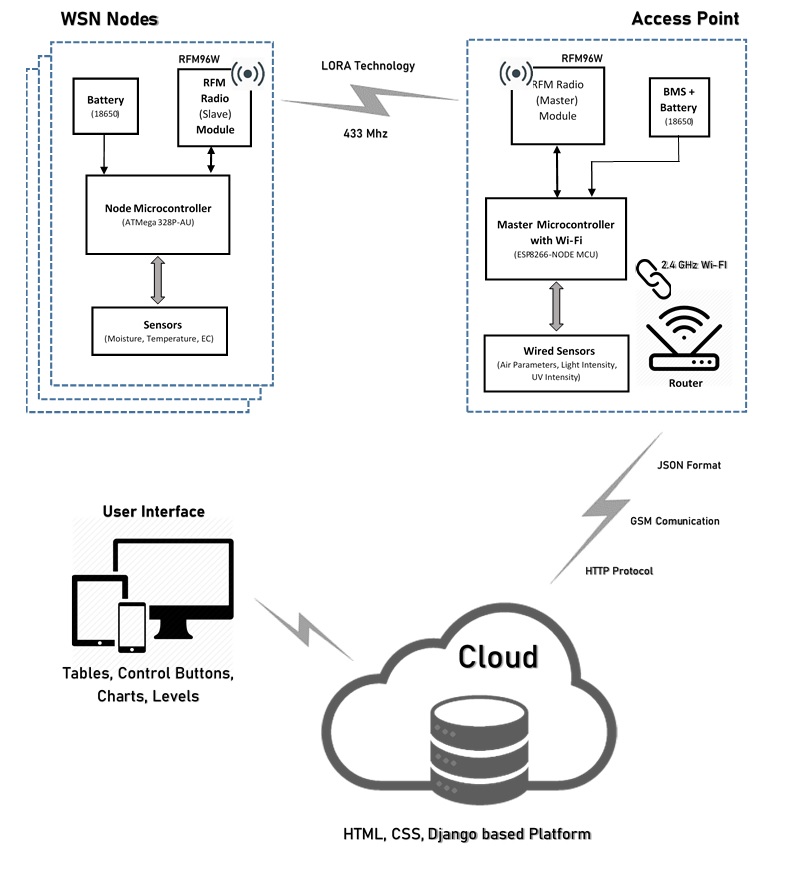 WSN Nodes
Access Point
RFM96W
RFM
Radio
(Slave)
Module
Battery
(18650)
Node Microcontroller
(ATMega 328P-AU)
Sensors
(Moisture, Temperature, EC)
LORA Technology
433 Mhz
RFM96W
RFM Radio
(Master)
Module
BMS +
Battery
(18650)
Master Microcontroller
with Wi-Fi
(ESP8266-NODE MCU)
2.4 GHz Wi-FI
Wired Sensors
(Air Parameters, Light Intensity,
UV Intensity)
Router
JSON Format
GSM Comunication
HTTP Protocol
User Interface
Tables, Control Buttons,
Charts, Levels
Cloud
HTML, CSS, Django based Platform